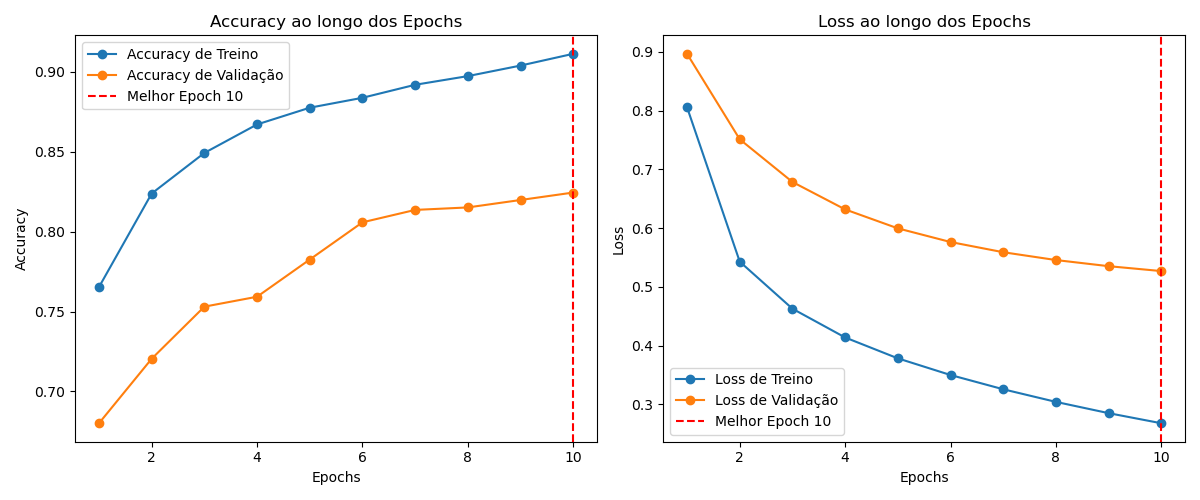 Accuracy ao longo dos Epochs
Accuracy de Treino
Accuracy de Validação
Melhor Epoch 10
0.90
0.85
0.80
0.75
0.70
Accuracy
2 4 6 8 10
Epochs
Loss ao longo dos Epochs
0.9
0.8
0.7
0.6
0.5
0.4
0.3
Loss
Loss de Treino
Loss de Validação
Melhor Epoch 10
2 4 6 8 10
Epochs